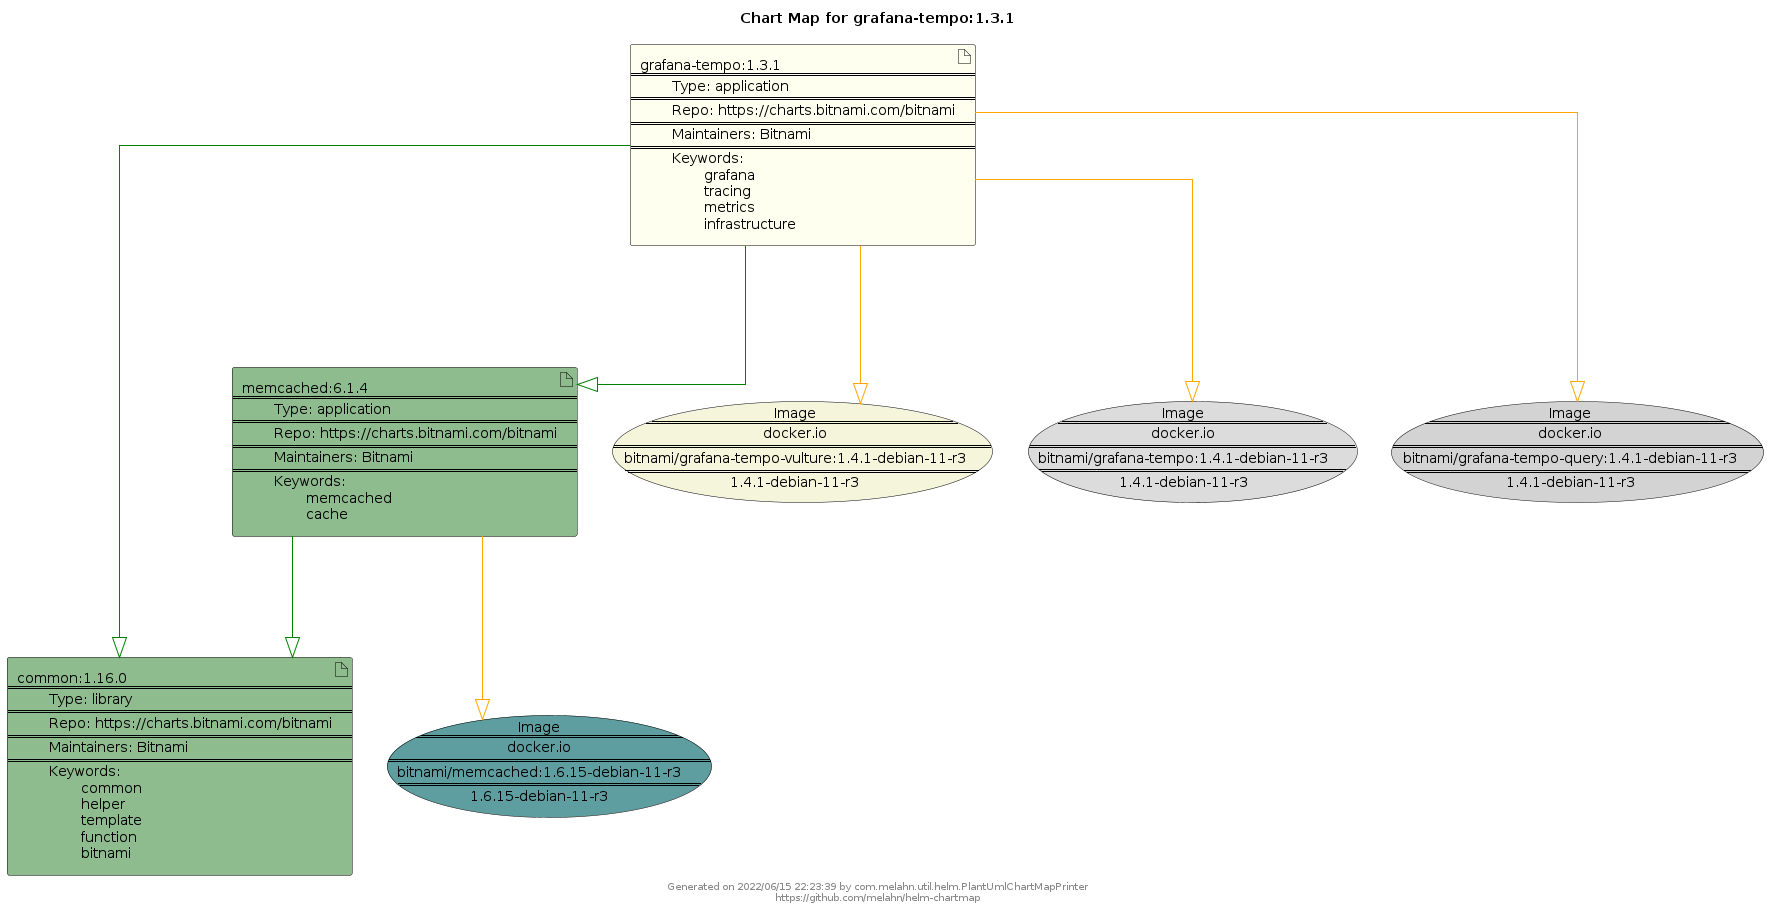 Chart Map for grafana-tempo:1.3.1
grafana-tempo:1.3.1
Type: application
Repo: https://charts.bitnami.com/bitnami
Maintainers: Bitnami
Keywords:
grafana
tracing
metrics
infrastructure
memcached:6.1.4
Type: application
Repo: https://charts.bitnami.com/bitnami
Maintainers: Bitnami
Keywords:
memcached
cache
Image
docker.io
bitnami/grafana-tempo-vulture:1.4.1-debian-11-r3
1.4.1-debian-11-r3
Image
docker.io
bitnami/grafana-tempo:1.4.1-debian-11-r3
1.4.1-debian-11-r3
Image
docker.io
bitnami/grafana-tempo-query:1.4.1-debian-11-r3
1.4.1-debian-11-r3
common:1.16.0
Type: library
Repo: https://charts.bitnami.com/bitnami
Maintainers: Bitnami
Keywords:
common
helper
template
function
bitnami
Image
docker.io
bitnami/memcached:1.6.15-debian-11-r3
1.6.15-debian-11-r3
Generated on 2022/06/15 22:23:39 by com.melahn.util.helm.PlantUmlChartMapPrinter
https://github.com/melahn/helm-chartmap